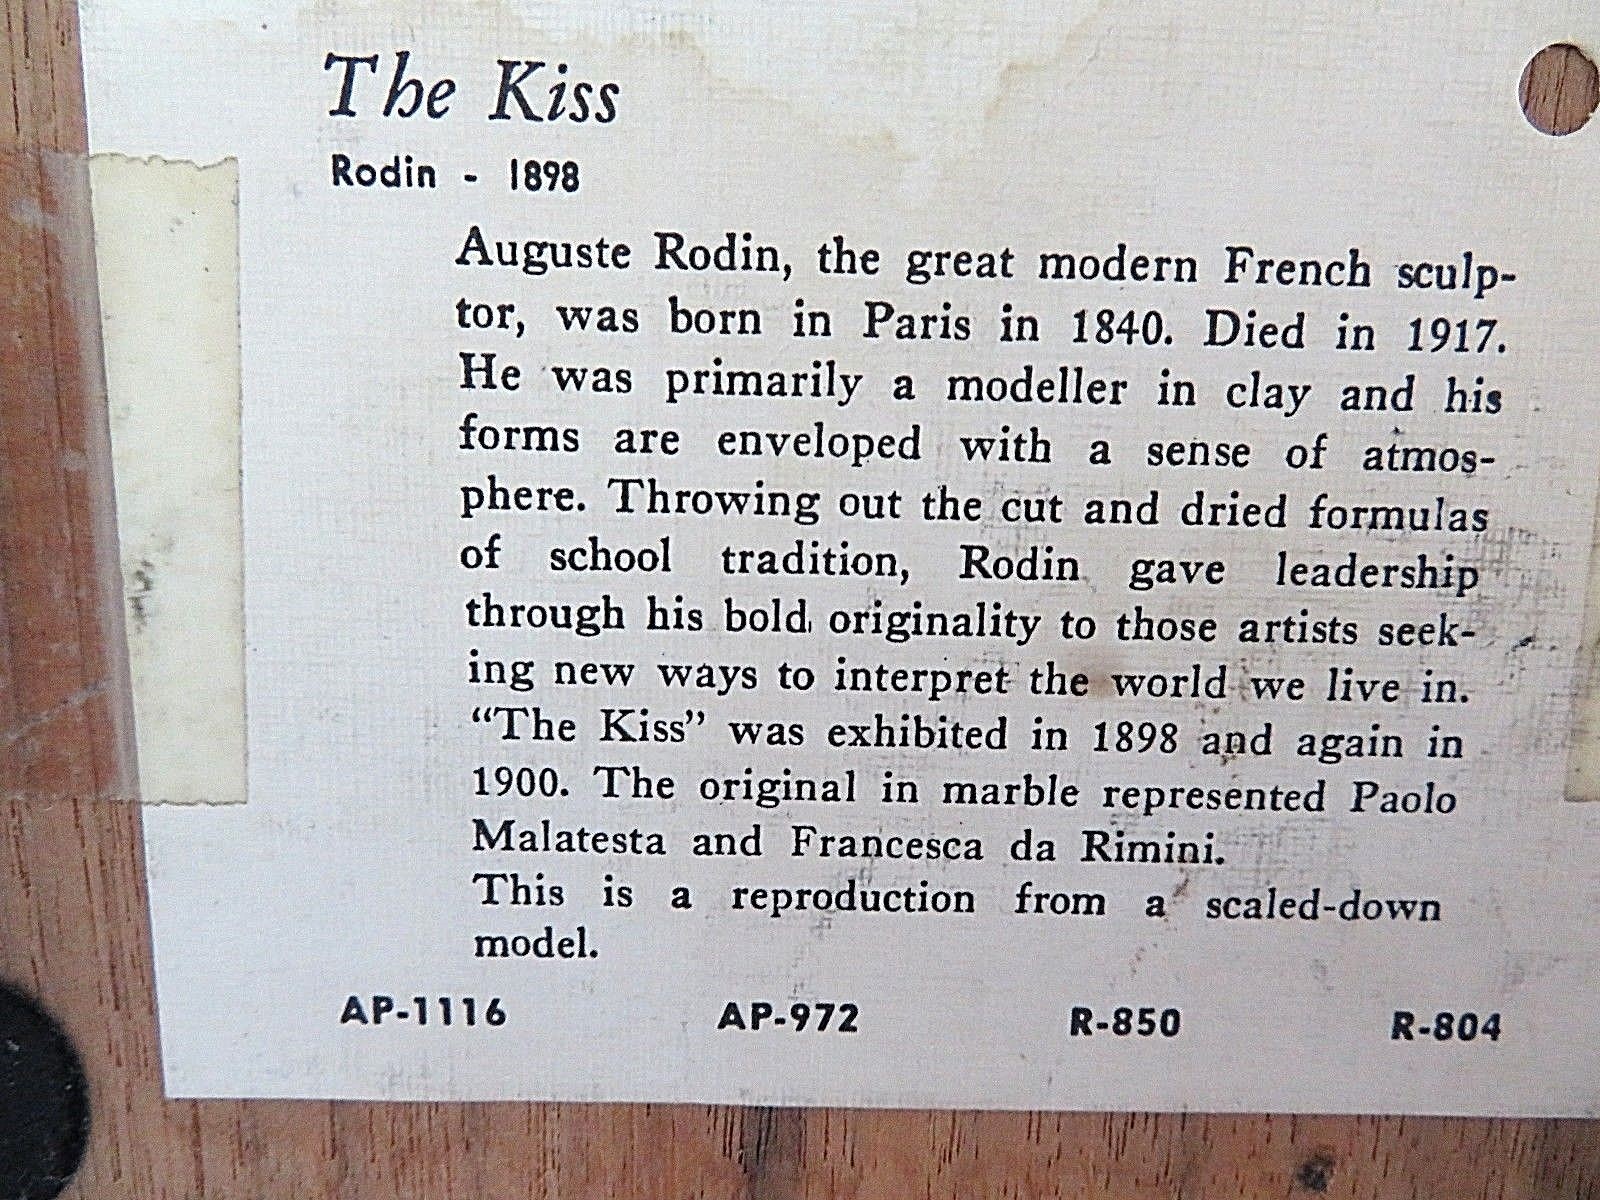 The Kiss
Rodin - 1898
Auguste Rodin, the great modern French sculp-
tor, was born in Paris in 1840. Died in 1917.
He was primarily a modeller in clay and his
forms are enveloped with a sense of atmos-
phere. Throwing out the cut and dried formulas
of school tradition, Rodin gave leadership
through his bold originality to those artists seek-
ing new ways to interpret the world we live in.
“The Kiss” was exhibited in 1898 and again in
1900. The original in marble represented Paolo
Malatesta and Francesca da Rimini.
This is a reproduction from a scaled-down
model.
AP-1116 AP-972 R-850 R-804